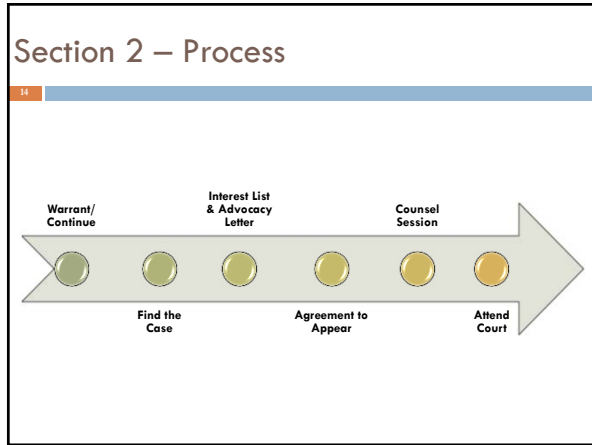 Section 2 – Process
14
Warrant/
Continue
Find the
Case
Interest List
& Advocacy
Letter
Agreement to
Appear
Counsel
Session
Attend
Court